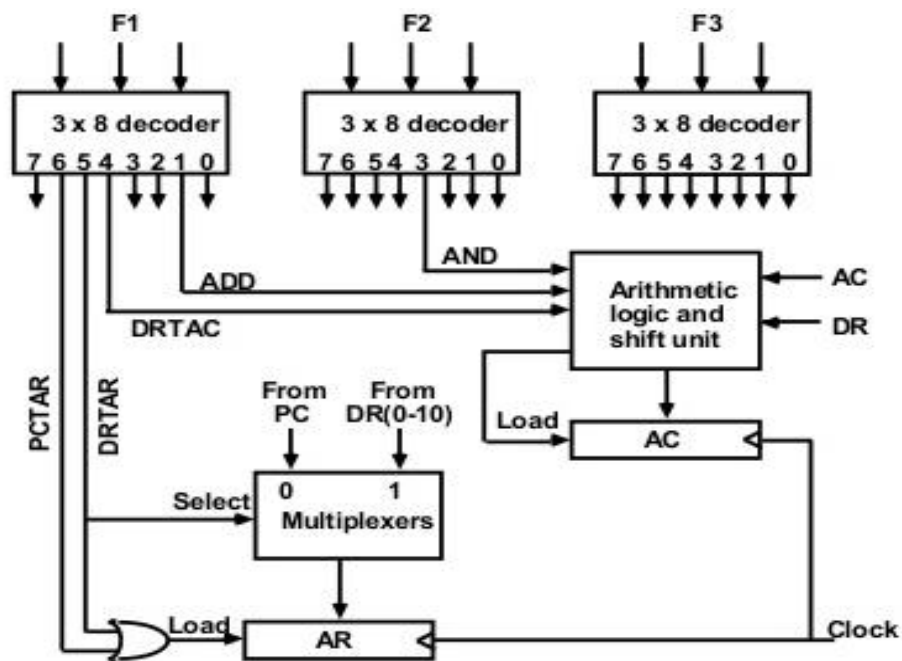 F1 F2 F3
3 x 8 decoder 3 x 8 decoder 3 x 8 decoder
7 6 5 4 3 2 1 0 7 6 5 4 3 2 1 0 7 6 5 4 3 2 1 0
AND
ADD
DRTAC
Arithmetic
logic and
shift unit
AC
DR
PCTAR
DRTAR
From
PC
From
DR(0-10)
Load
AC
Select
0 1
Multiplexers
Load
AR
Clock